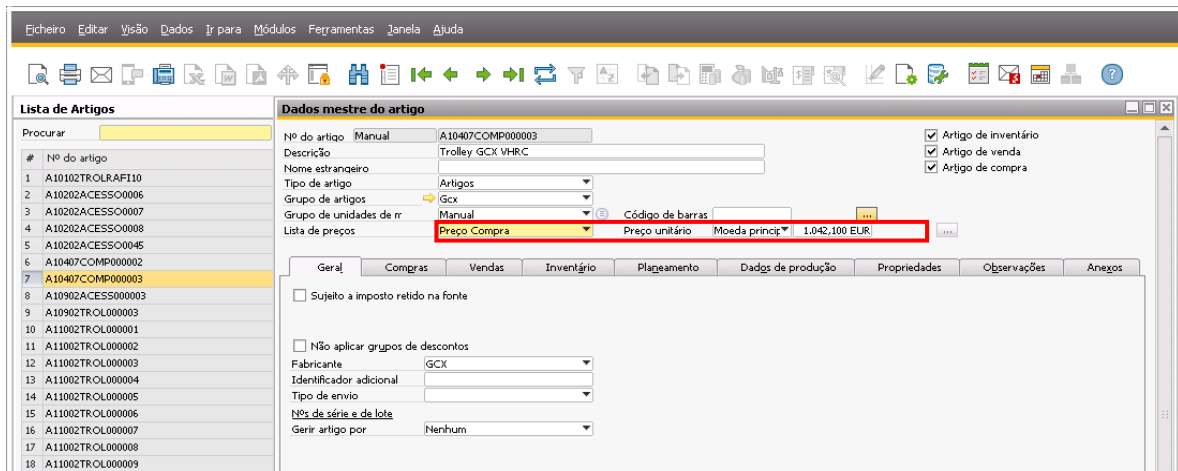 Ficheiro Editar Visão Dados Ir para Módulos Ferramentas Janela Ajuda
Lista de Artigos
Procurar
# Nº do artigo
1 A10102TROLRAFI10
2 A10202ACESSO0006
3 A10202ACESSO0007
4 A10202ACESSO0008
5 A10202ACESSO0045
6 A10407COMP000002
7 A10407COMP000003
8 A10902ACESS000003
9 A10902TROL000003
10 A11002TROL000001
11 A11002TROL000002
12 A11002TROL000003
13 A11002TROL000004
14 A11002TROL000005
15 A11002TROL000006
16 A11002TROL000007
17 A11002TROL000008
18 A11002TROL000009
Dados mestre do artigo
Nº do artigo Manual A10407COMP000003
Descrição Trolley GCX VHRC
Nome estrangeiro
Tipo de artigo Artigos
Grupo de artigos Gcx
Grupo de unidades de m Manual Código de barras ...
Lista de preços Preço Compra Preço unitário Moeda princip 1.042,100 EUR ...
Artigo de inventário
Artigo de venda
Artigo de compra
Geral Compras Vendas Inventário Planeamento Dados de produção Propriedades Observações Anexos
Sujeito a imposto retido na fonte
Não aplicar grupos de descontos
Fabricante GCX
Identificador adicional
Tipo de envio
Nºs de série e de lote
Gerir artigo por Nenhum